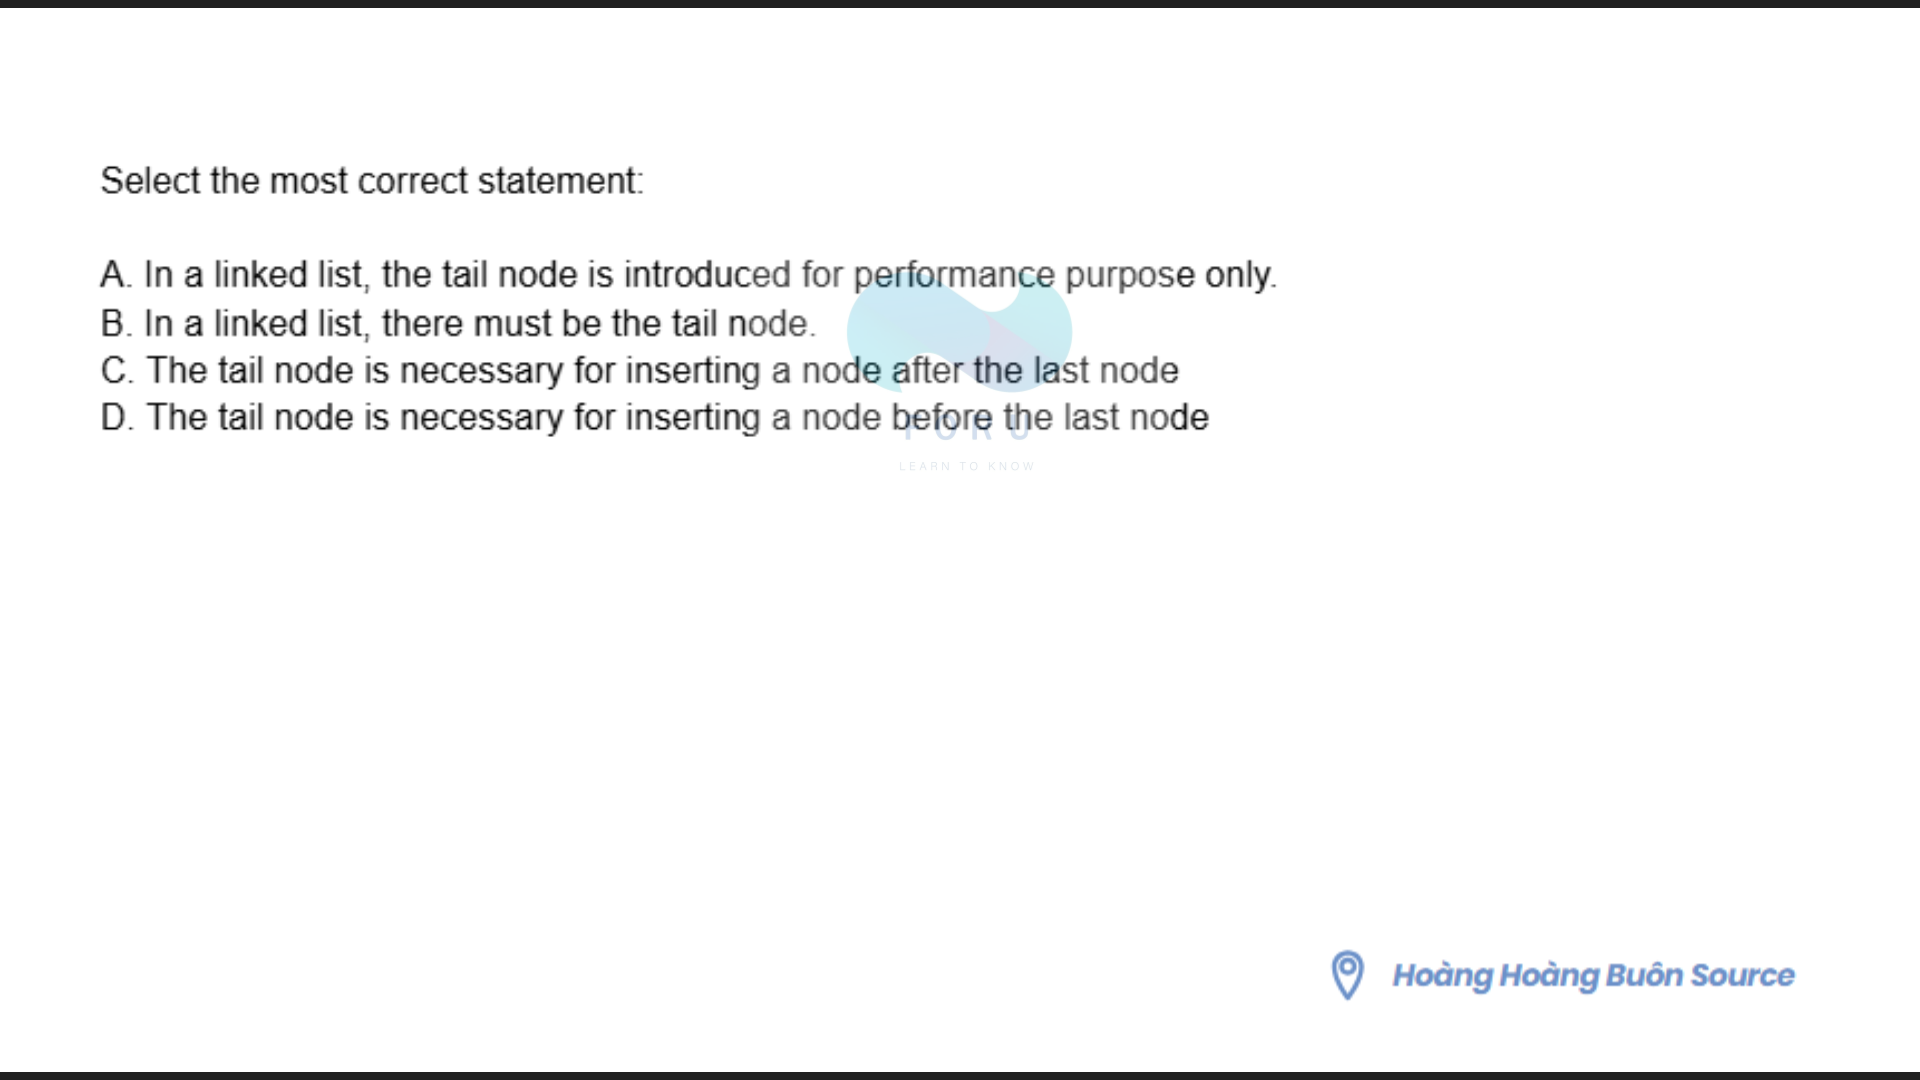 Select the most correct statement:
A. In a linked list, the tail node is introduced for performance purpose only.
B. In a linked list, there must be the tail node.
C. The tail node is necessary for inserting a node after the last node
D. The tail node is necessary for inserting a node before the last node
FORU
LEARN TO KNOW
Hoàng Hoàng Buôn Source